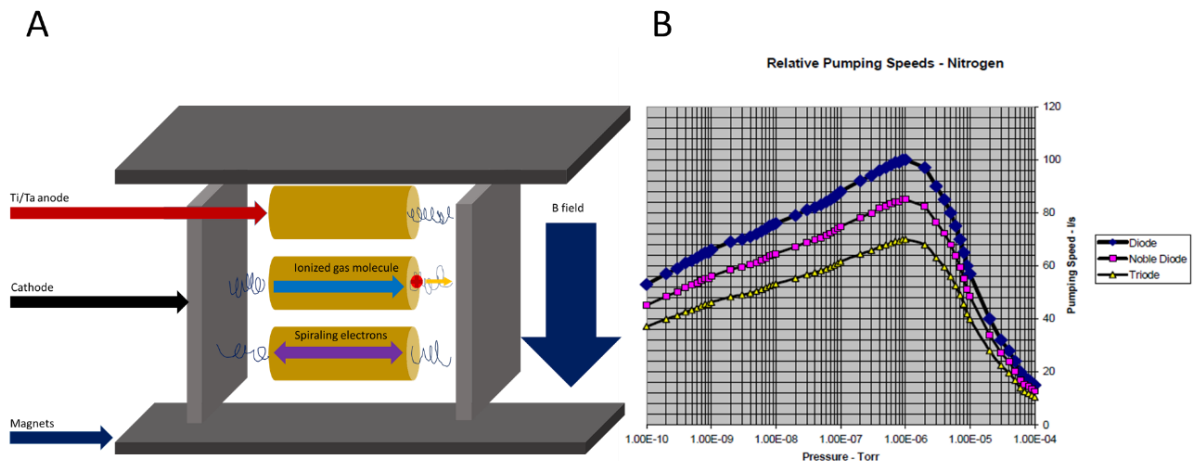 A
Ti/Ta anode
Cathode
Magnets
Ionized gas molecule
Spiraling electrons
B field
B
Relative Pumping Speeds - Nitrogen
120
100
80
60
40
20
0
Pumping Speed - l/s
1.00E-10 1.00E-09 1.00E-08 1.00E-07 1.00E-06 1.00E-05 1.00E-04
Pressure - Torr
Diode
Noble Diode
Triode